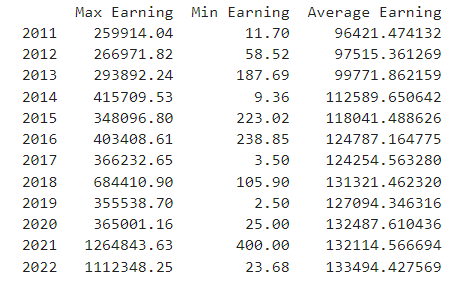 Max Earning Min Earning Average Earning
2011 259914.04 11.70 96421.474132
2012 266971.82 58.52 97515.361269
2013 293892.24 187.69 99771.862159
2014 415709.53 9.36 112589.650642
2015 348096.80 223.02 118041.488626
2016 403408.61 238.85 124787.164775
2017 366232.65 3.50 124254.563280
2018 684410.90 105.90 131321.462320
2019 355538.70 2.50 127094.346316
2020 365001.16 25.00 132487.610436
2021 1264843.63 400.00 132114.566694
2022 1112348.25 23.68 133494.427569